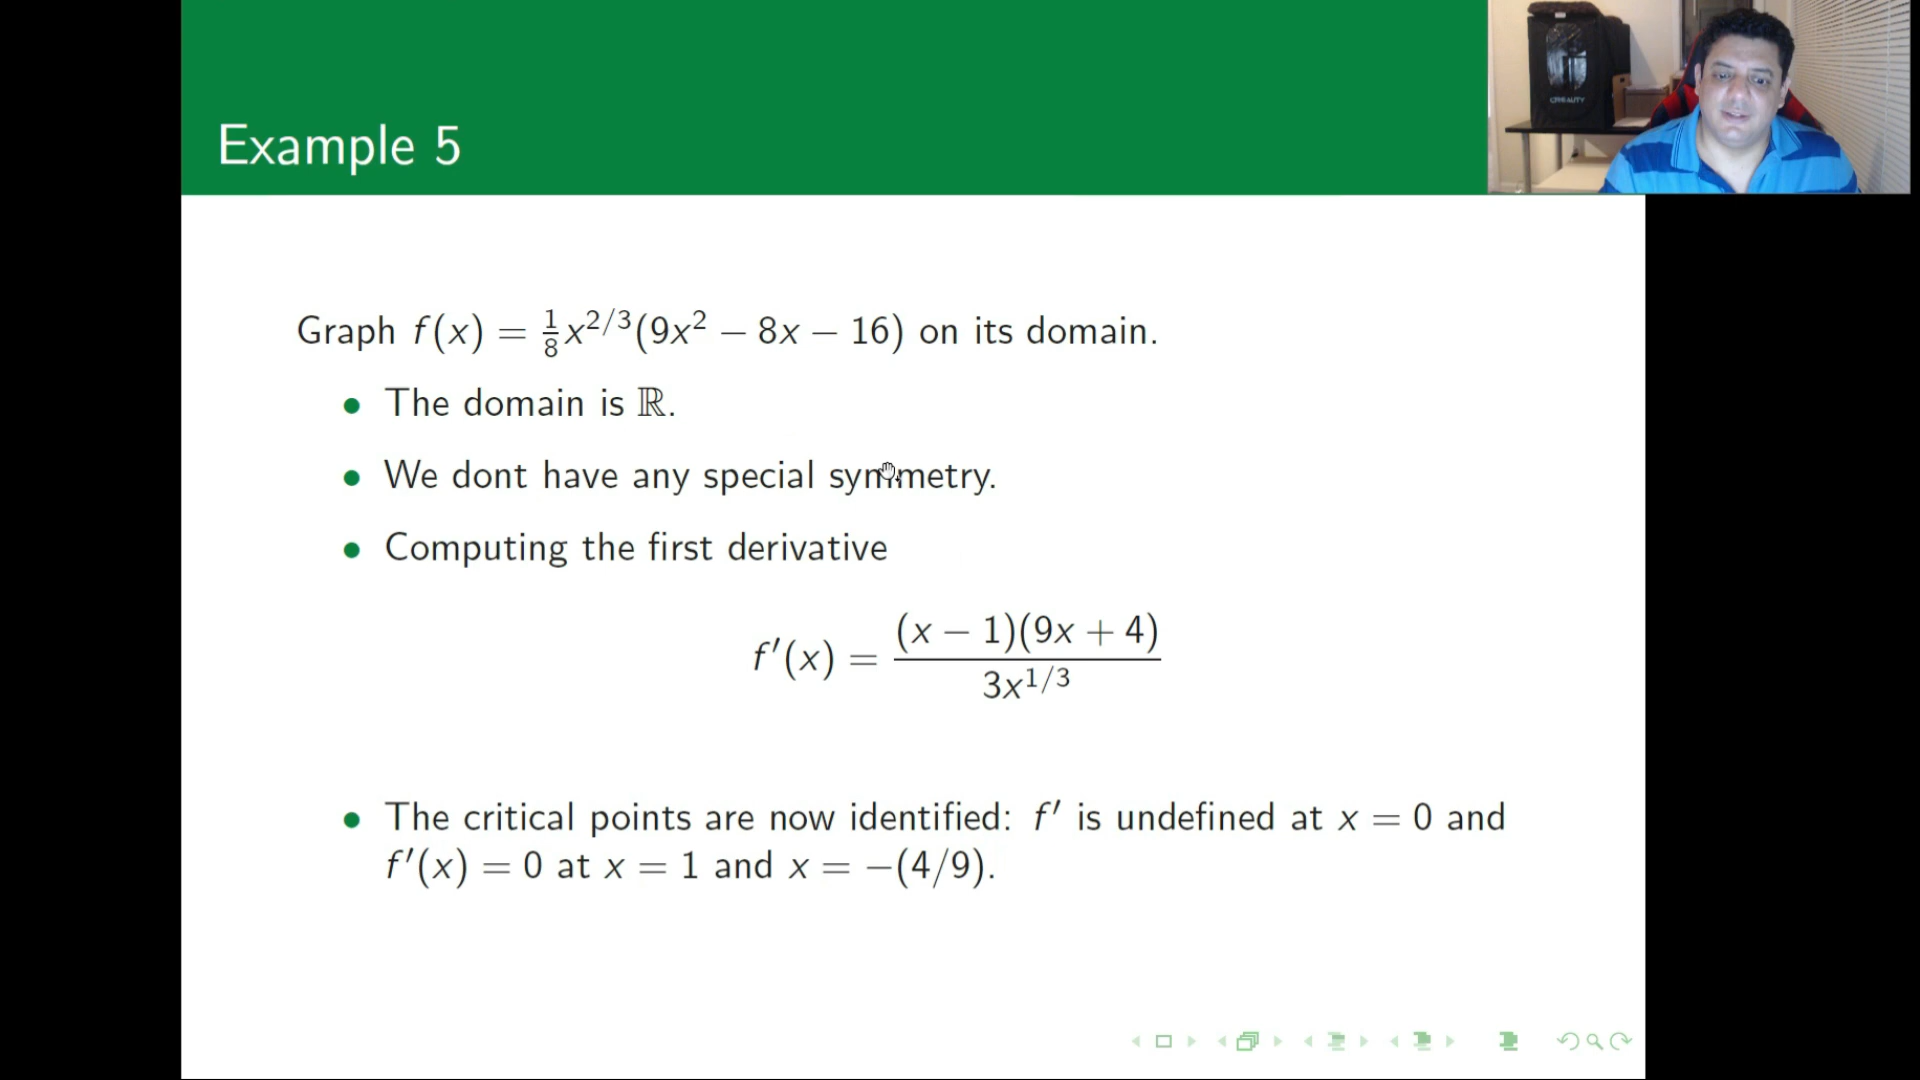 Example 5
Graph f(x) = 1/8 x^{2/3}(9x² − 8x − 16) on its domain.
• The domain is ℝ.
• We dont have any special symmetry.
• Computing the first derivative
f′(x) = (x − 1)(9x + 4) / 3x^{1/3}
• The critical points are now identified: f′ is undefined at x = 0 and
f′(x) = 0 at x = 1 and x = −(4/9).